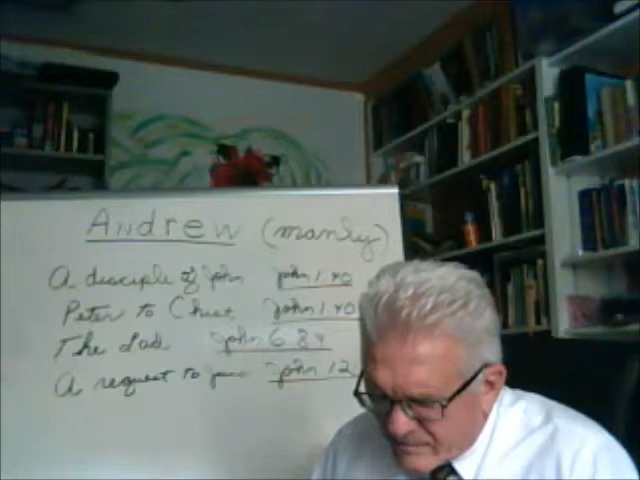 Andrew (manly)
A disciple of John John 1:40
Peter to Christ John 1:40
The Lad John 6:8,9
A request to John 12